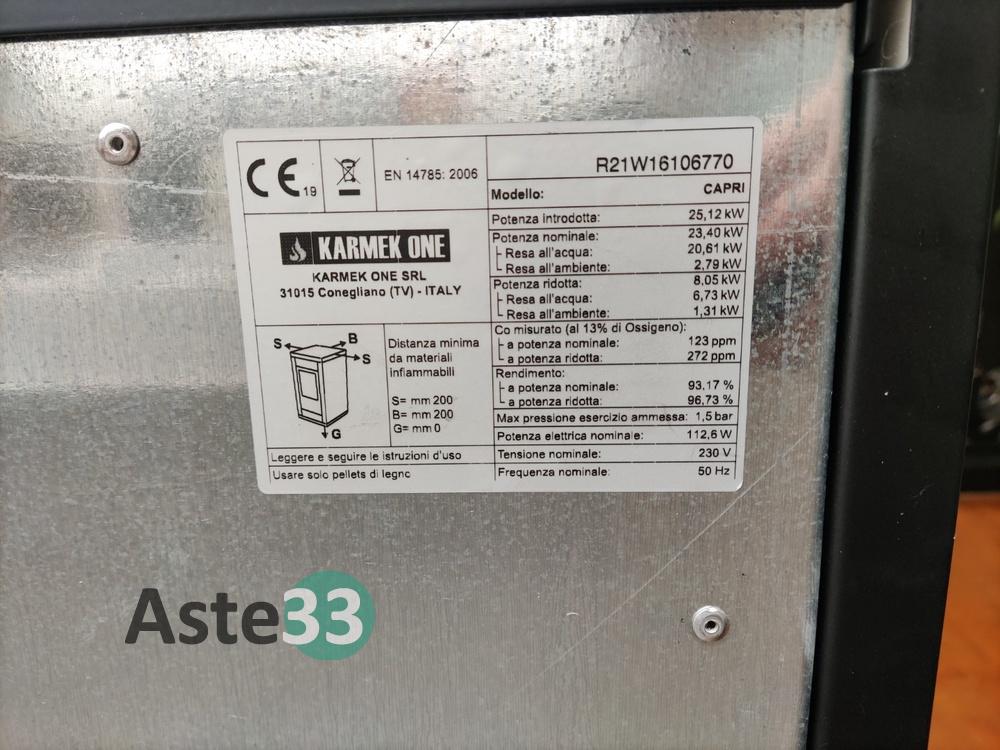 CE 19
EN 14785: 2006
KARMEK ONE
KARMEK ONE SRL
31015 Conegliano (TV) - ITALY
S
B
S
G
Distanza minima
da materiali
infiammabili
S= mm 200
B= mm 200
G= mm 0
Leggere e seguire le istruzioni d'uso
Usare solo pellets di legno
R21W16106770
Modello: CAPRI
Potenza introdotta: 25,12 kW
Potenza nominale: 23,40 kW
Resa all'acqua: 20,61 kW
Resa all'ambiente: 2,79 kW
Potenza ridotta: 8,05 kW
Resa all'acqua: 6,73 kW
Resa all'ambiente: 1,31 kW
Co misurato (al 13% di Ossigeno):
a potenza nominale: 123 ppm
a potenza ridotta: 272 ppm
Rendimento:
a potenza nominale: 93,17 %
a potenza ridotta: 96,73 %
Max pressione esercizio ammessa: 1,5 bar
Potenza elettrica nominale: 112,6 W
Tensione nominale: 230 V
Frequenza nominale: 50 Hz
Aste33